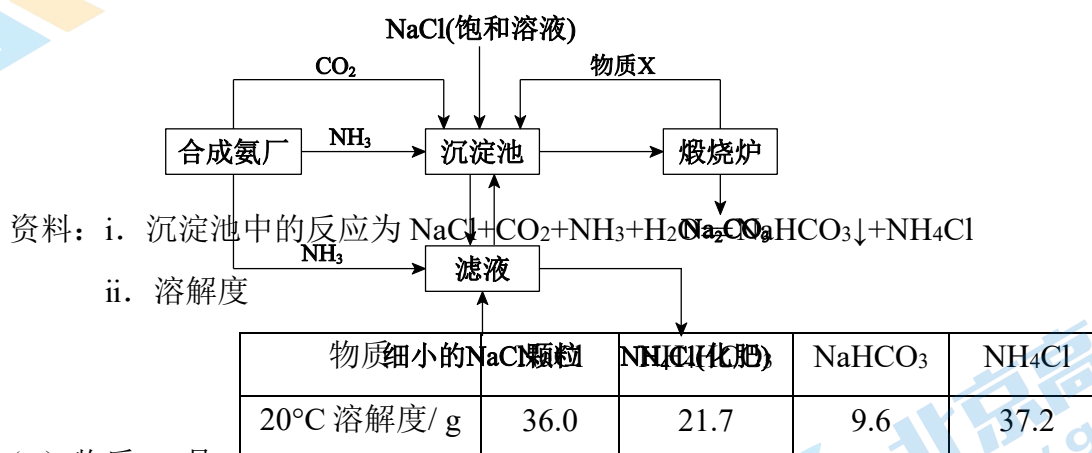 NaCl(饱和溶液)
CO₂ 物质X
合成氨厂 NH₃ 沉淀池 煅烧炉
资料：i．沉淀池中的反应为 NaCl+CO₂+NH₃+H₂O NaHCO₃↓+NH₄Cl
Na₂CO₃
NH₃ 滤液
ii．溶解度
细小的NaCl颗粒 NH₄Cl(化肥)
物质 NaHCO₃ NH₄Cl
20°C 溶解度/ g 36.0 21.7 9.6 37.2